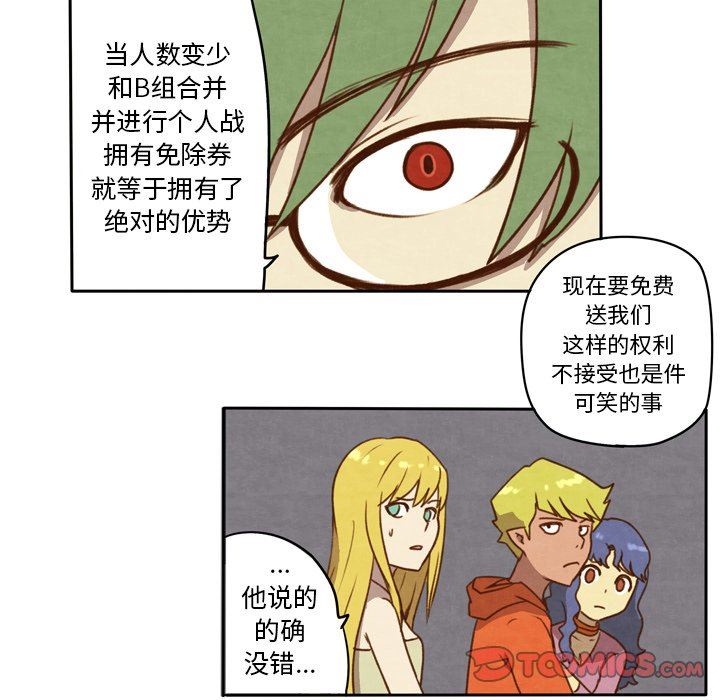 当人数变少
和B组合并
并进行个人战
拥有免除券
就等于拥有了
绝对的优势
现在要免费
送我们
这样的权利
不接受也是件
可笑的事
...
他说的
的确
没错...
TOOMICS.com